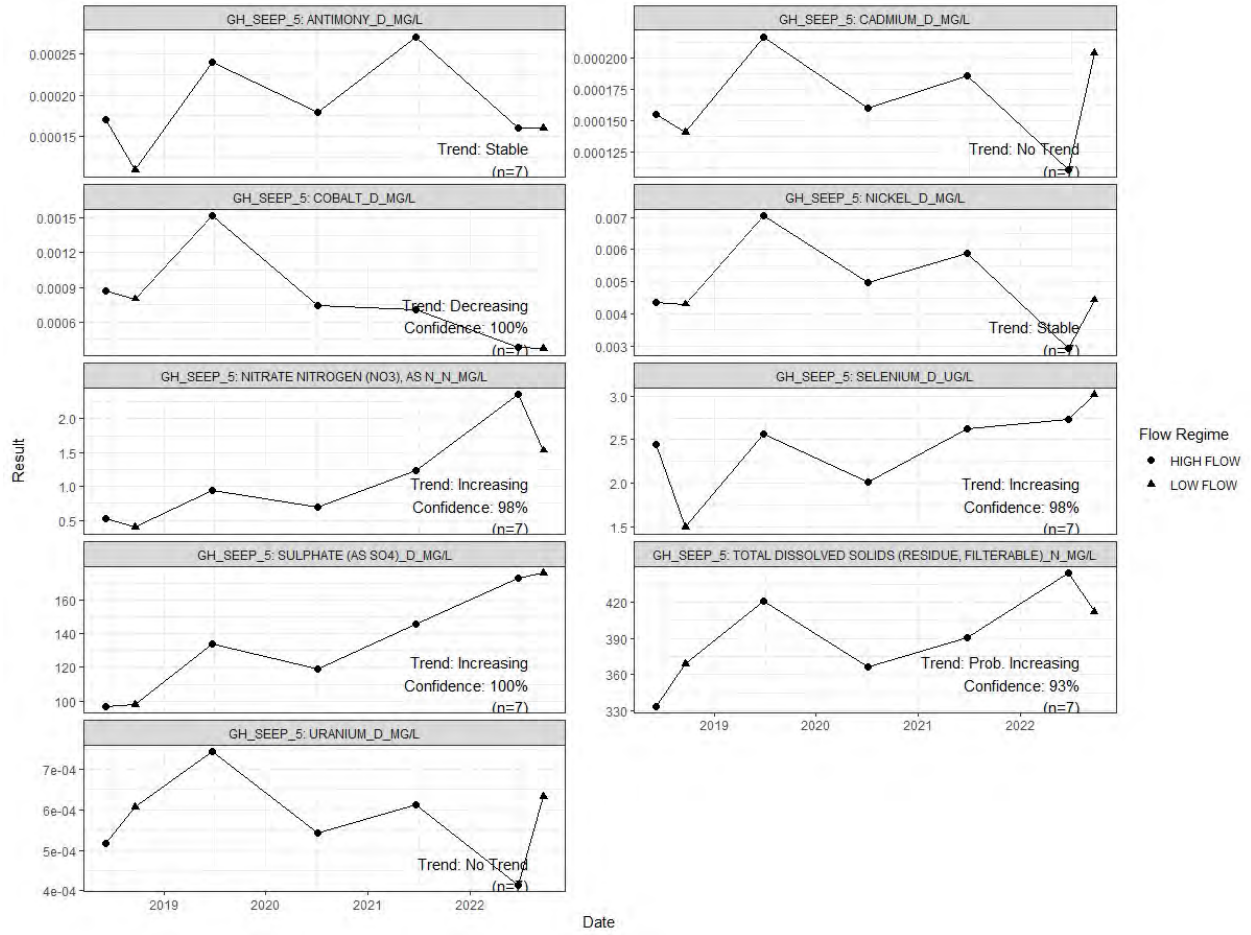 GH_SEEP_5: ANTIMONY_D_MG/L
0.00025
0.00020
0.00015
Trend: Stable
(n=7)
GH_SEEP_5: CADMIUM_D_MG/L
0.000200
0.000175
0.000150
0.000125
Trend: No Trend
(n=7)
GH_SEEP_5: COBALT_D_MG/L
0.0015
0.0012
0.0009
0.0006
Trend: Decreasing
Confidence: 100%
(n=7)
GH_SEEP_5: NICKEL_D_MG/L
0.007
0.006
0.005
0.004
0.003
Trend: Stable
(n=7)
GH_SEEP_5: NITRATE NITROGEN (NO3), AS N_N_MG/L
2.0
1.5
1.0
0.5
Trend: Increasing
Confidence: 98%
(n=7)
GH_SEEP_5: SELENIUM_D_UG/L
3.0
2.5
2.0
1.5
Trend: Increasing
Confidence: 98%
(n=7)
GH_SEEP_5: SULPHATE (AS SO4)_D_MG/L
160
140
120
100
Trend: Increasing
Confidence: 100%
(n=7)
GH_SEEP_5: TOTAL DISSOLVED SOLIDS (RESIDUE, FILTERABLE)_N_MG/L
420
390
360
330
Trend: Prob. Increasing
Confidence: 93%
(n=7)
2019 2020 2021 2022
GH_SEEP_5: URANIUM_D_MG/L
7e-04
6e-04
5e-04
4e-04
Trend: No Trend
(n=7)
2019 2020 2021 2022
Result
Date
Flow Regime
HIGH FLOW
LOW FLOW